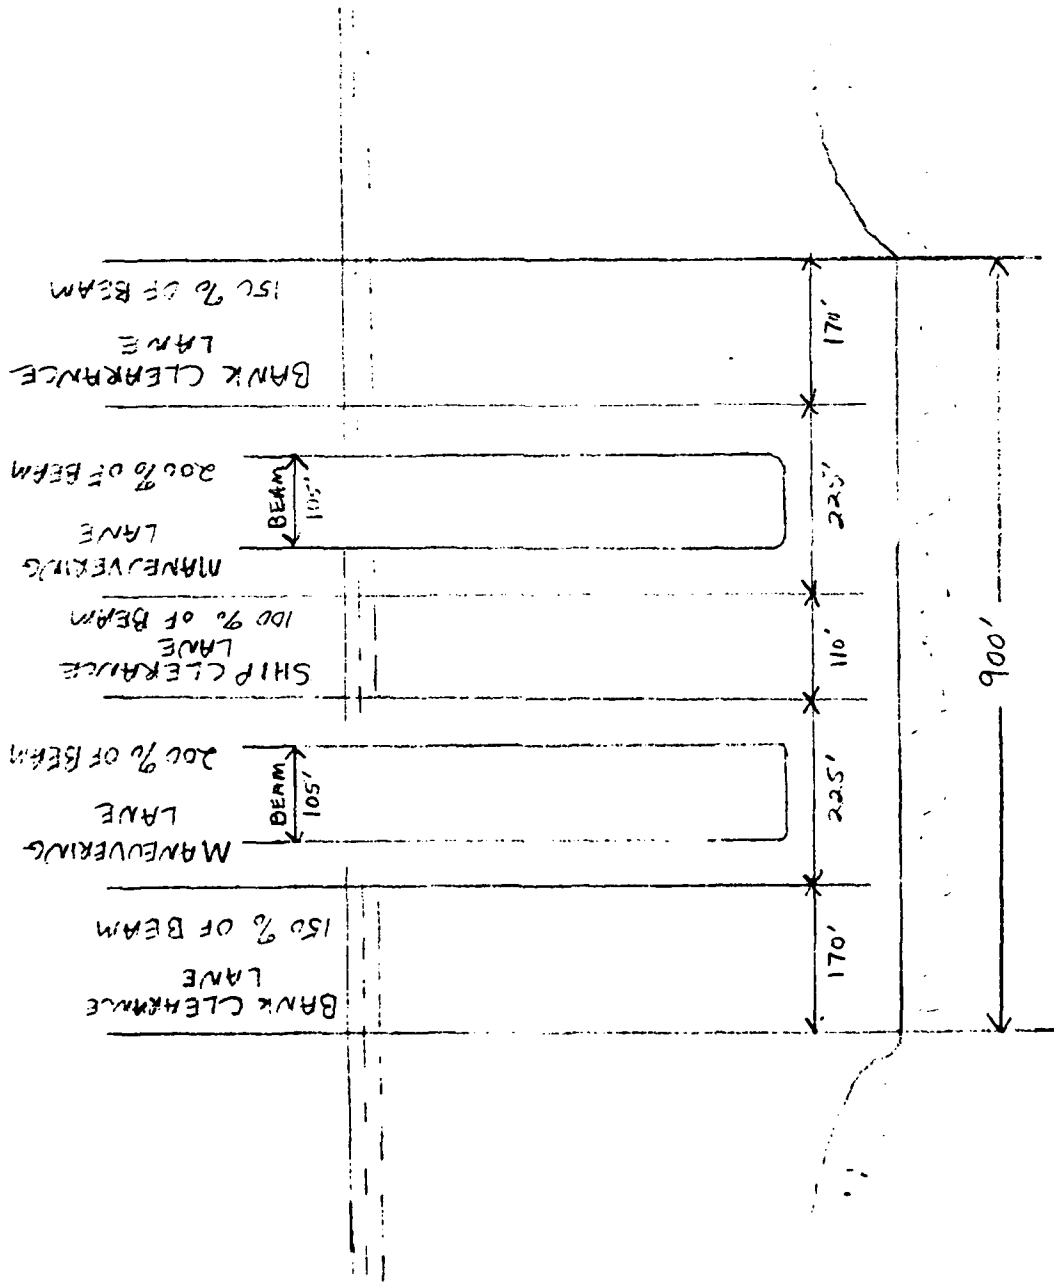 150 % OF BEAM
BANK CLEARANCE
LANE
200 % OF BEAM
MANEUVERING
LANE
BEAM
105'
SHIP CLEARANCE
LANE
100 % OF BEAM
200 % OF BEAM
MANEUVERING
LANE
BEAM
105'
150 % OF BEAM
BANK CLEARANCE
LANE
170'
225'
110'
225'
170'
900'